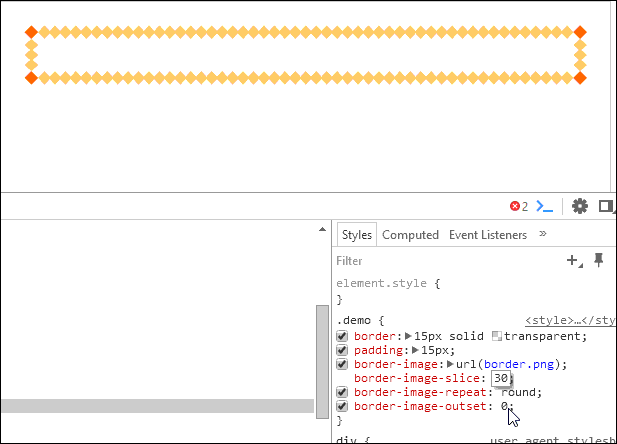 2
Styles Computed Event Listeners »
Filter
element.style {
}
.demo { <style>…</sty
border: 15px solid transparent;
padding: 15px;
border-image: url(border.png);
border-image-slice: 30;
border-image-repeat: round;
border-image-outset: 0;
}
div { user agent stylesh